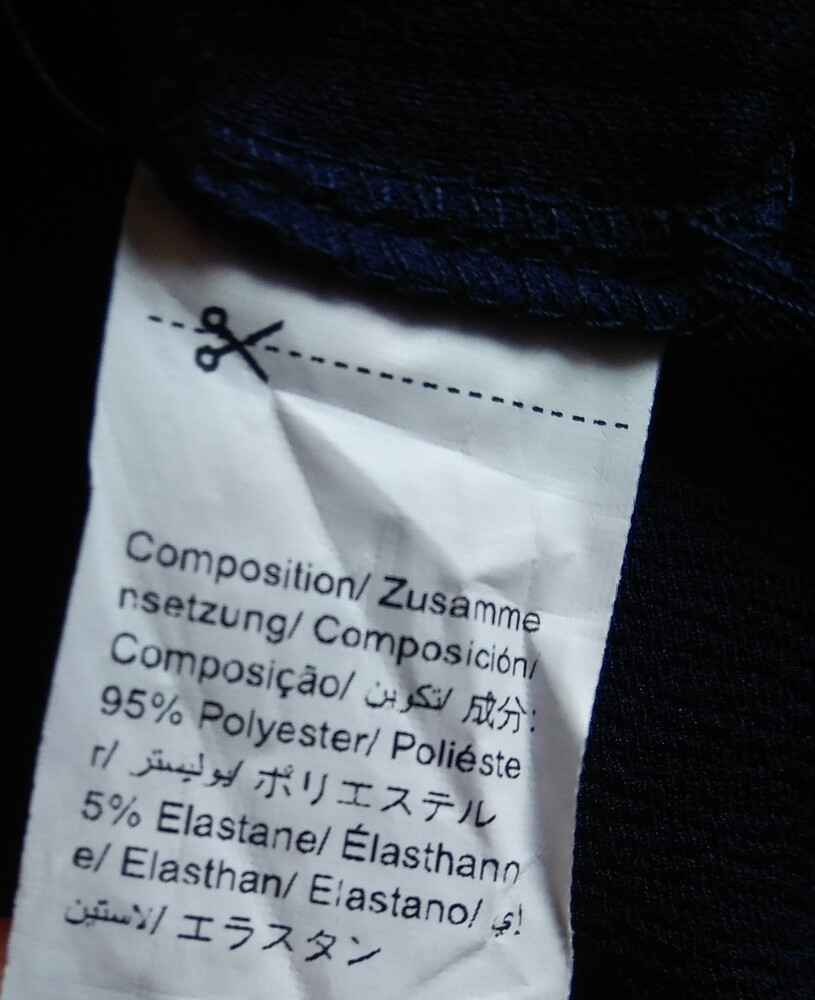 Composition/ Zusamme
nsetzung/ Composición/
Composição/ تكوين/ 成分:
95% Polyester/ Poliéste
r/ بوليستر/ ポリエステル
5% Elastane/ Élasthann
e/ Elasthan/ Elastano/ إي
لاستين/ エラスタン